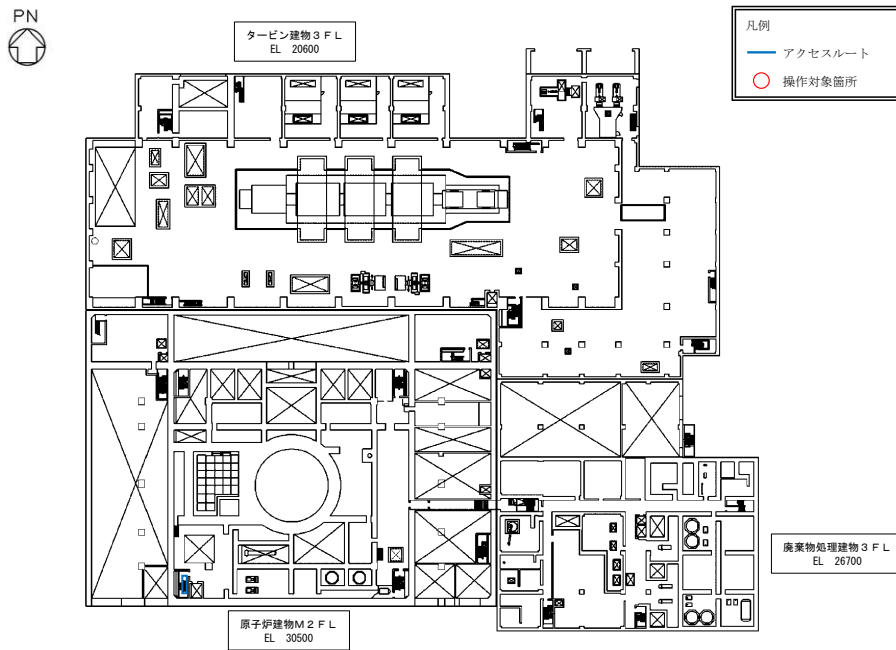 PN
タービン建物３ＦＬ
EL 20600
凡例
アクセスルート
操作対象箇所
廃棄物処理建物３ＦＬ
EL 26700
原子炉建物Ｍ２ＦＬ
EL 30500